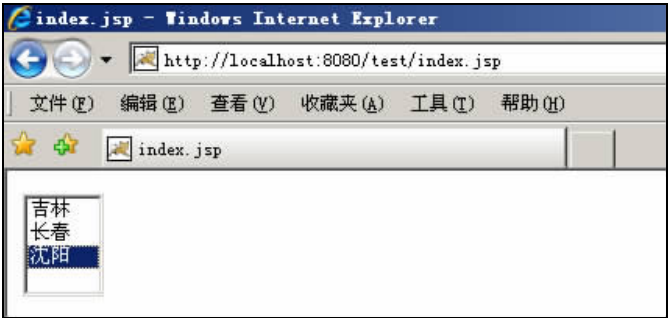 index.jsp - Windows Internet Explorer
http://localhost:8080/test/index.jsp
文件(F) 编辑(E) 查看(V) 收藏夹(A) 工具(T) 帮助(H)
index.jsp
吉林
长春
沈阳